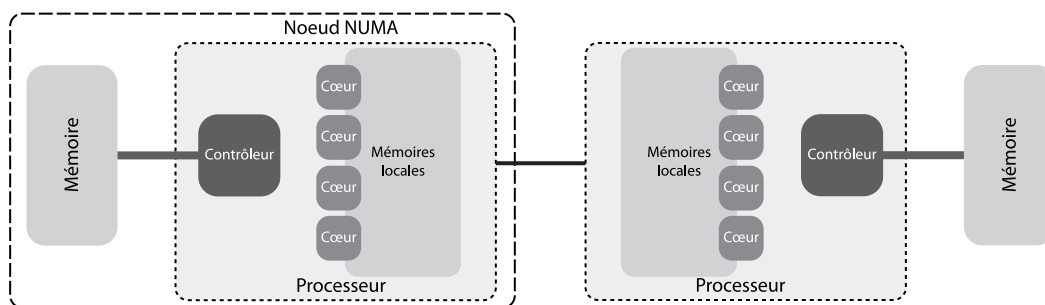 Noeud NUMA
Mémoire
Contrôleur
Cœur
Cœur
Cœur
Cœur
Mémoires
locales
Processeur
Mémoires
locales
Cœur
Cœur
Cœur
Cœur
Contrôleur
Processeur
Mémoire